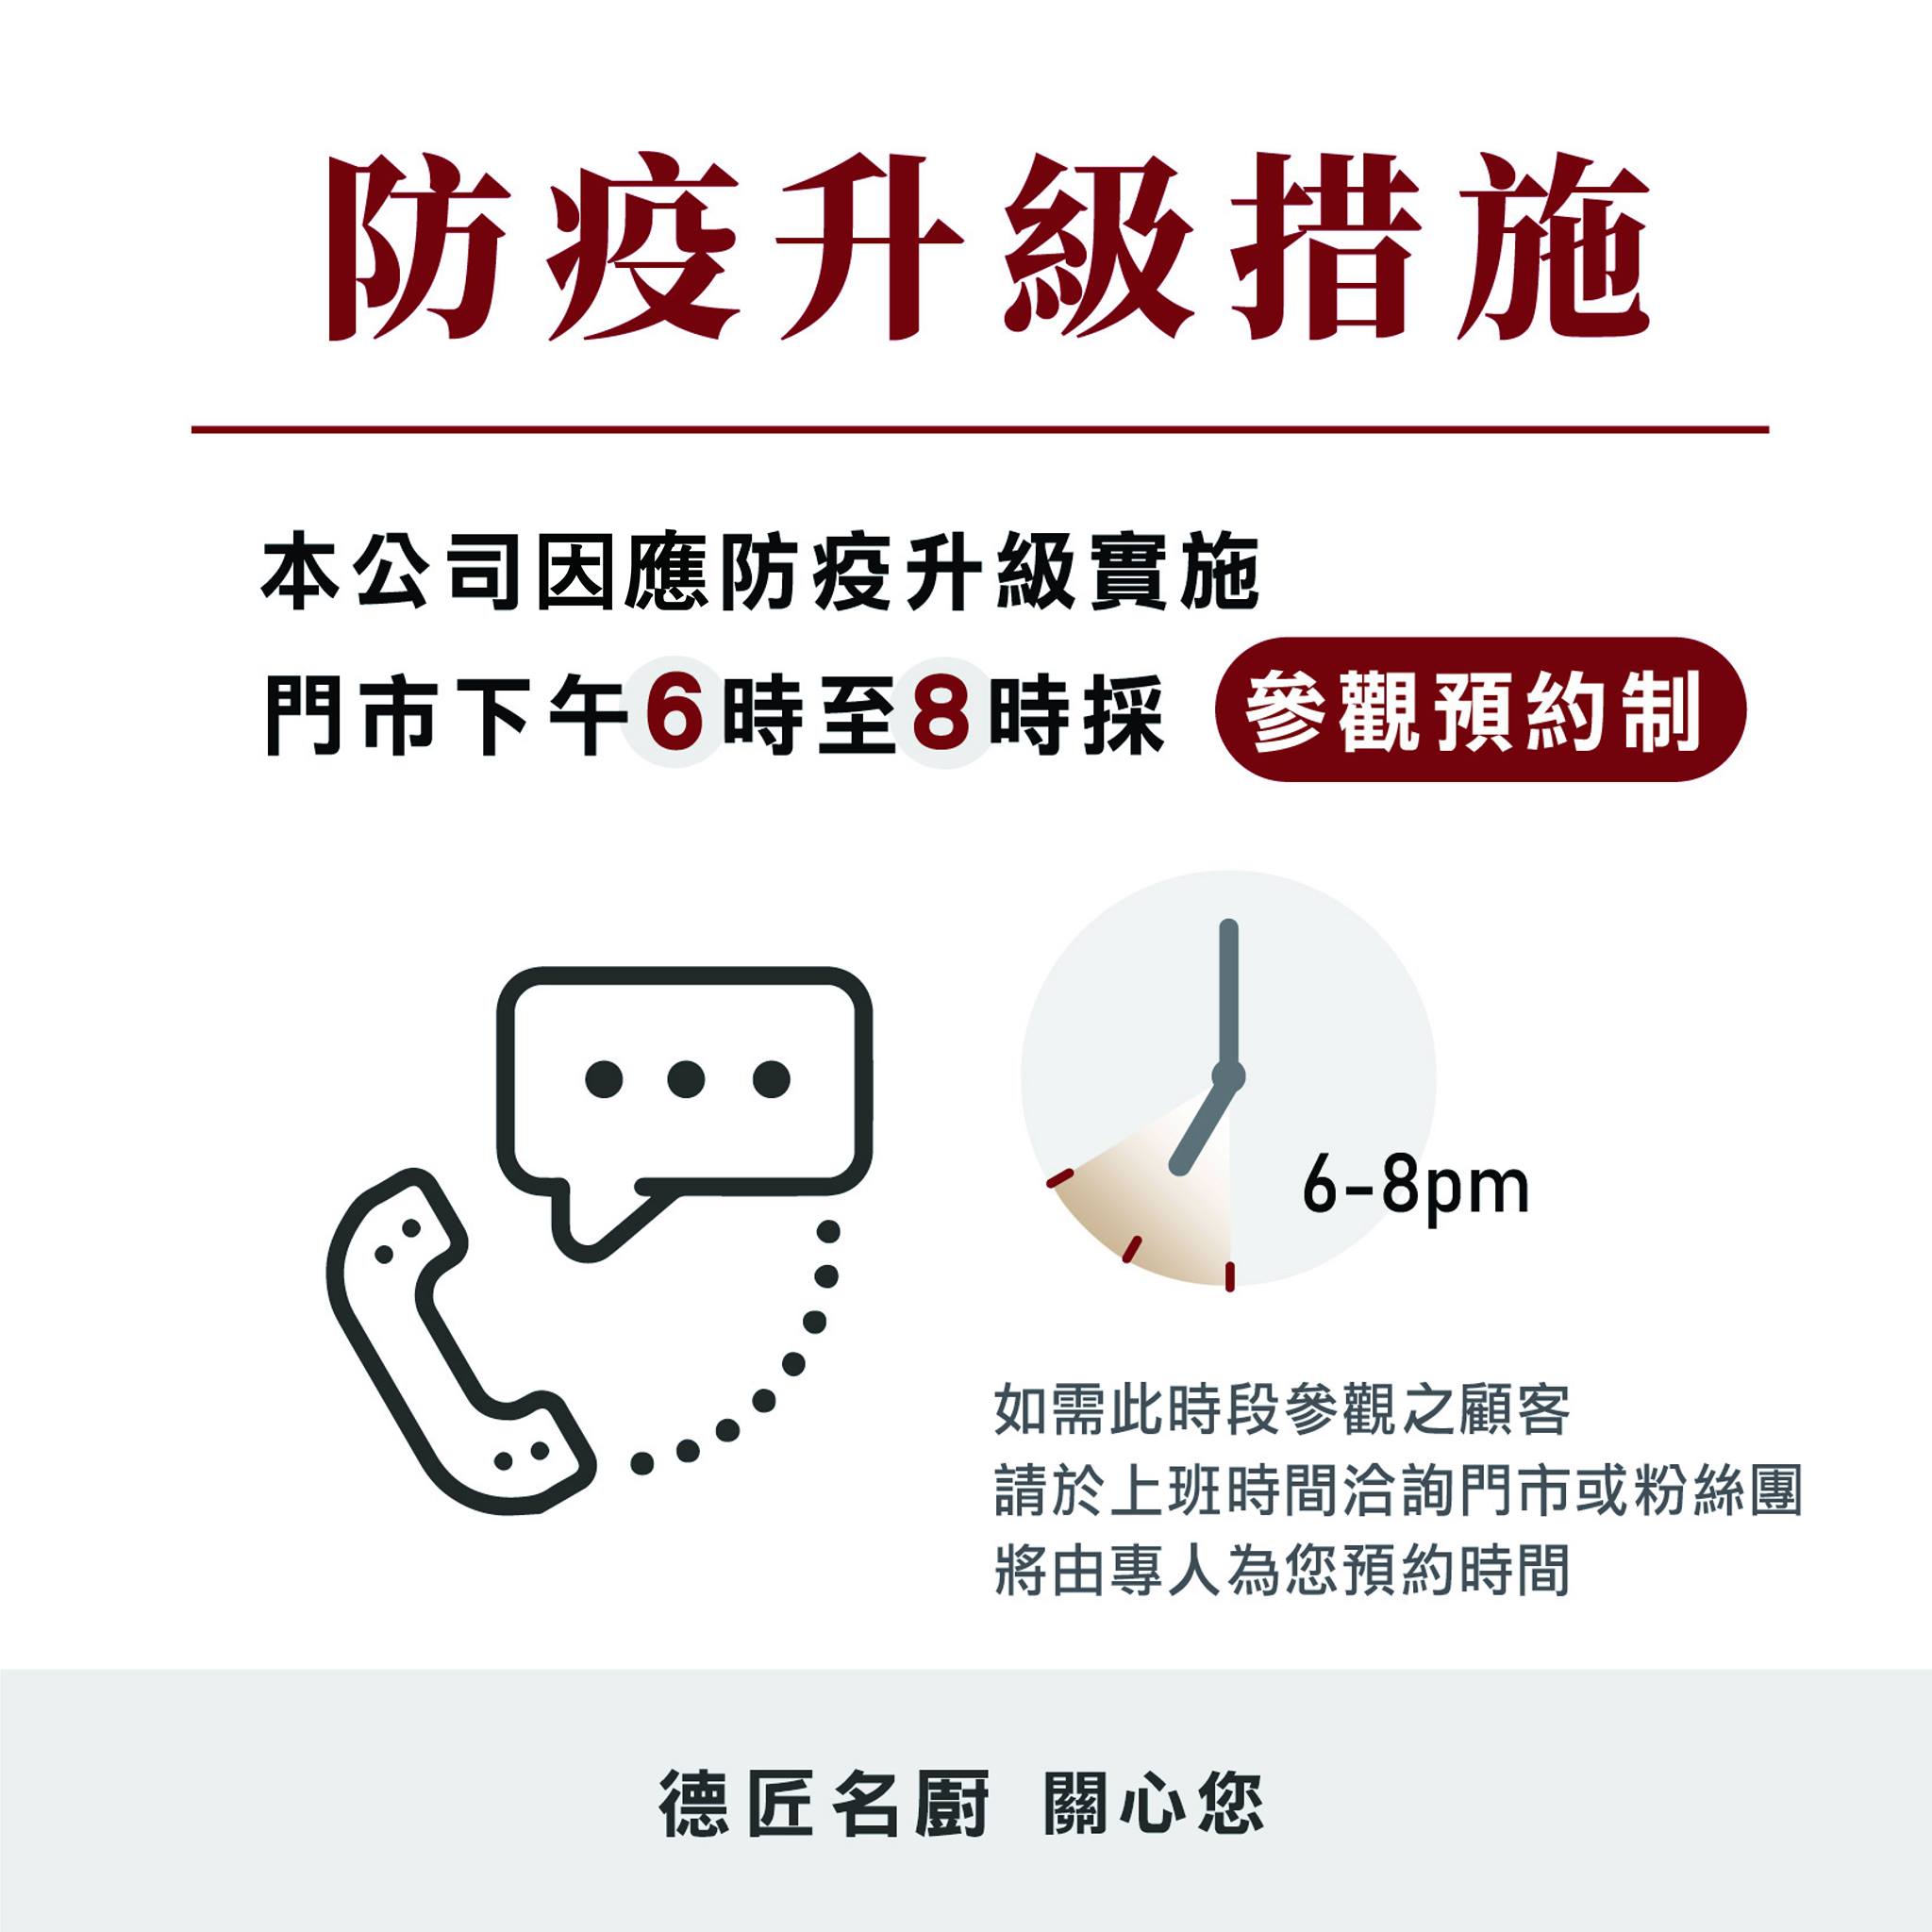 防疫升級措施
本公司因應防疫升級實施
門市下午6時至8時採 參觀預約制
6-8pm
如需此時段參觀之顧客
請於上班時間洽詢門市或粉絲團
將由專人為您預約時間
德匠名廚 關心您